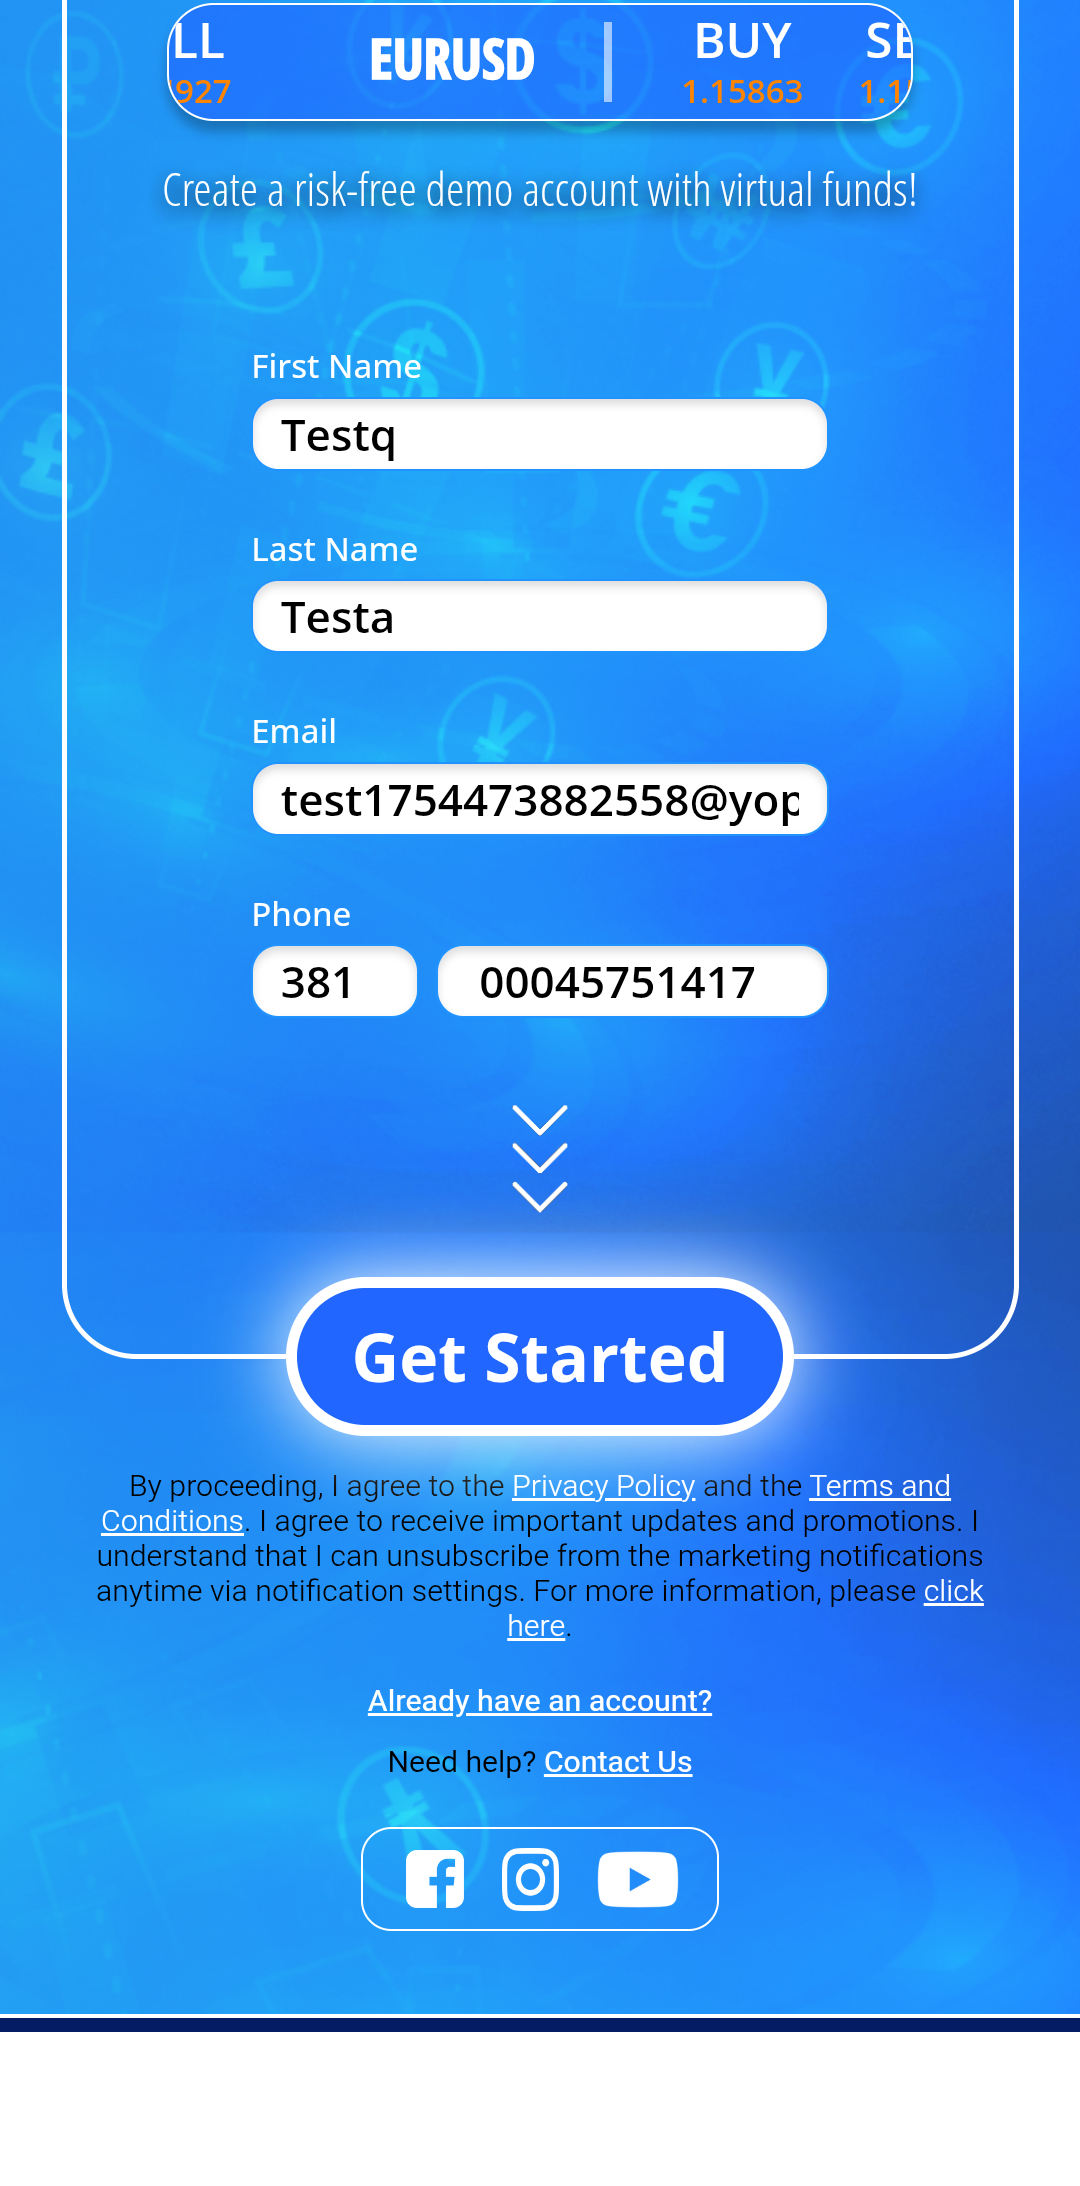 LL
927
EURUSD
BUY
1.15863
SE
1.1
Create a risk-free demo account with virtual funds!
First Name
Testq
Last Name
Testa
Email
test1754473882558@yop
Phone
381 00045751417
Get Started
By proceeding, I agree to the Privacy Policy and the Terms and
Conditions. I agree to receive important updates and promotions. I
understand that I can unsubscribe from the marketing notifications
anytime via notification settings. For more information, please click
here.
Already have an account?
Need help? Contact Us